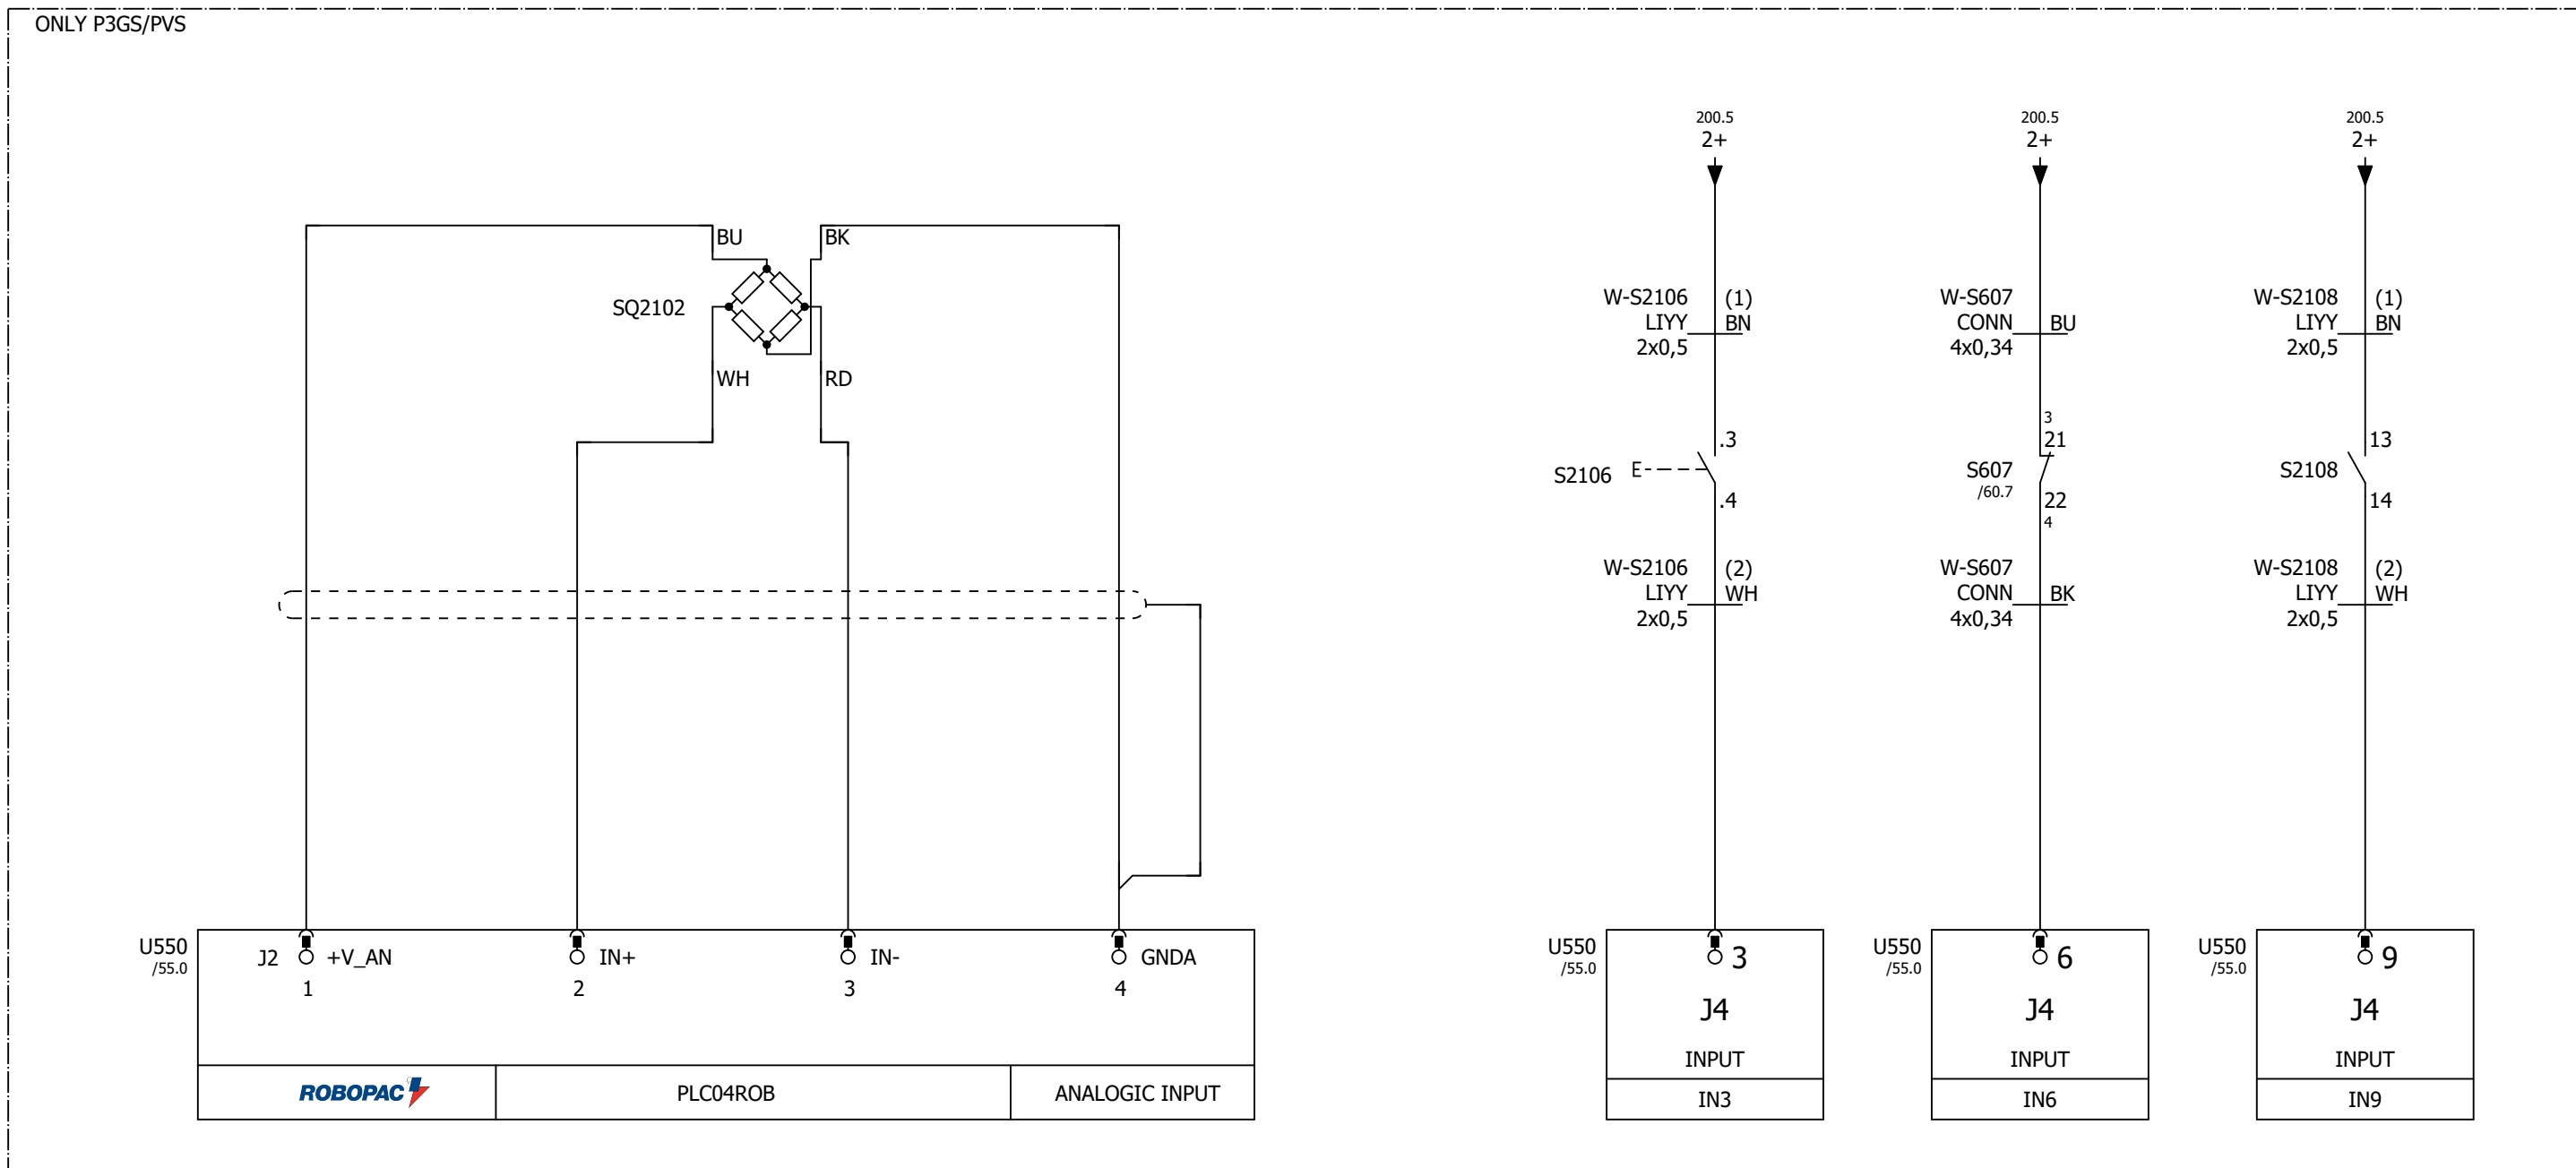 ONLY P3GS/PVS
200.5
2+
200.5
2+
200.5
2+
BU
BK
SQ2102
WH
RD
W-S2106 (1)
LIYY BN
2x0,5
W-S607
CONN BU
4x0,34
W-S2108 (1)
LIYY BN
2x0,5
.3
S2106 E
.4
3
21
S607
/60.7
22
4
13
S2108
14
W-S2106 (2)
LIYY WH
2x0,5
W-S607
CONN BK
4x0,34
W-S2108 (2)
LIYY WH
2x0,5
U550
/55.0
J2 +V_AN IN+ IN- GNDA
1 2 3 4
ROBOPAC PLC04ROB ANALOGIC INPUT
U550
/55.0
3
J4
INPUT
IN3
U550
/55.0
6
J4
INPUT
IN6
U550
/55.0
9
J4
INPUT
IN9